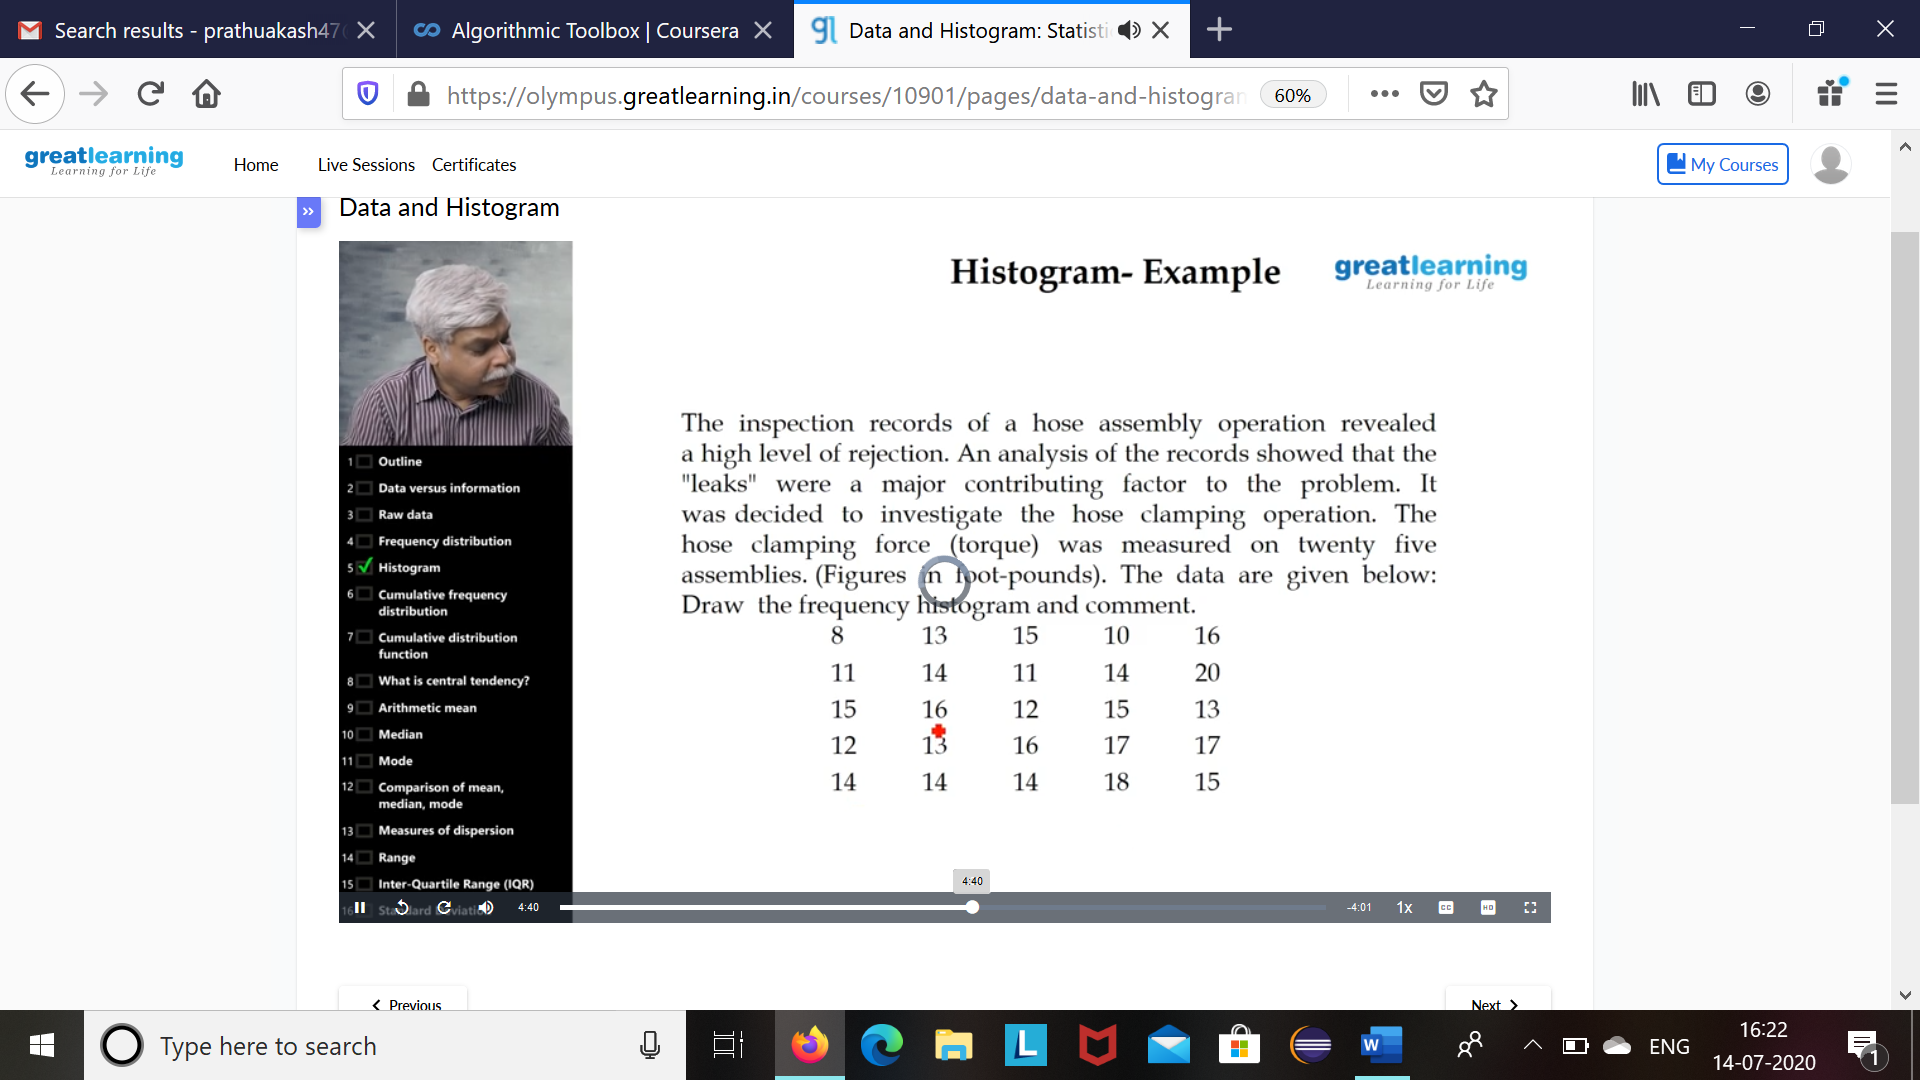 Search results - prathuakash47
Algorithmic Toolbox | Coursera
gl Data and Histogram: Statisti
https://olympus.greatlearning.in/courses/10901/pages/data-and-histogram
60%
greatlearning
Learning for Life
Home
Live Sessions
Certificates
My Courses
Data and Histogram
Histogram- Example
greatlearning
Learning for Life
The inspection records of a hose assembly operation revealed
a high level of rejection. An analysis of the records showed that the
"leaks" were a major contributing factor to the problem. It
was decided to investigate the hose clamping operation. The
hose clamping force (torque) was measured on twenty five
assemblies. (Figures in foot-pounds). The data are given below:
Draw the frequency histogram and comment.
8 13 15 10 16
11 14 11 14 20
15 16 12 15 13
12 13 16 17 17
14 14 14 18 15
1 Outline
2 Data versus information
3 Raw data
4 Frequency distribution
5 Histogram
6 Cumulative frequency
distribution
7 Cumulative distribution
function
8 What is central tendency?
9 Arithmetic mean
10 Median
11 Mode
12 Comparison of mean,
median, mode
13 Measures of dispersion
14 Range
15 Inter-Quartile Range (IQR)
16 Standard Deviation
4:40
4:40
-4:01
1x
CC
HD
Previous
Next
Type here to search
L
W
ENG
16:22
14-07-2020
1